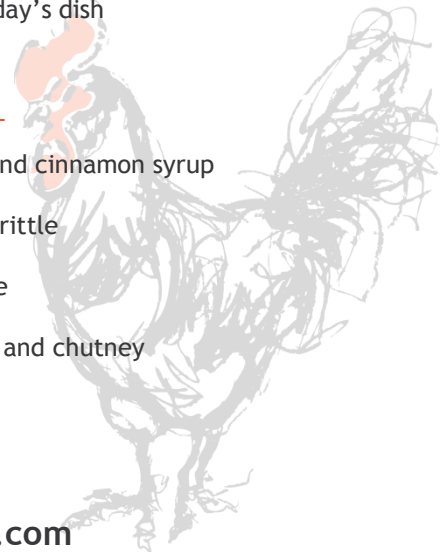 day’s dish
nd cinnamon syrup
rittle
e
and chutney
.com